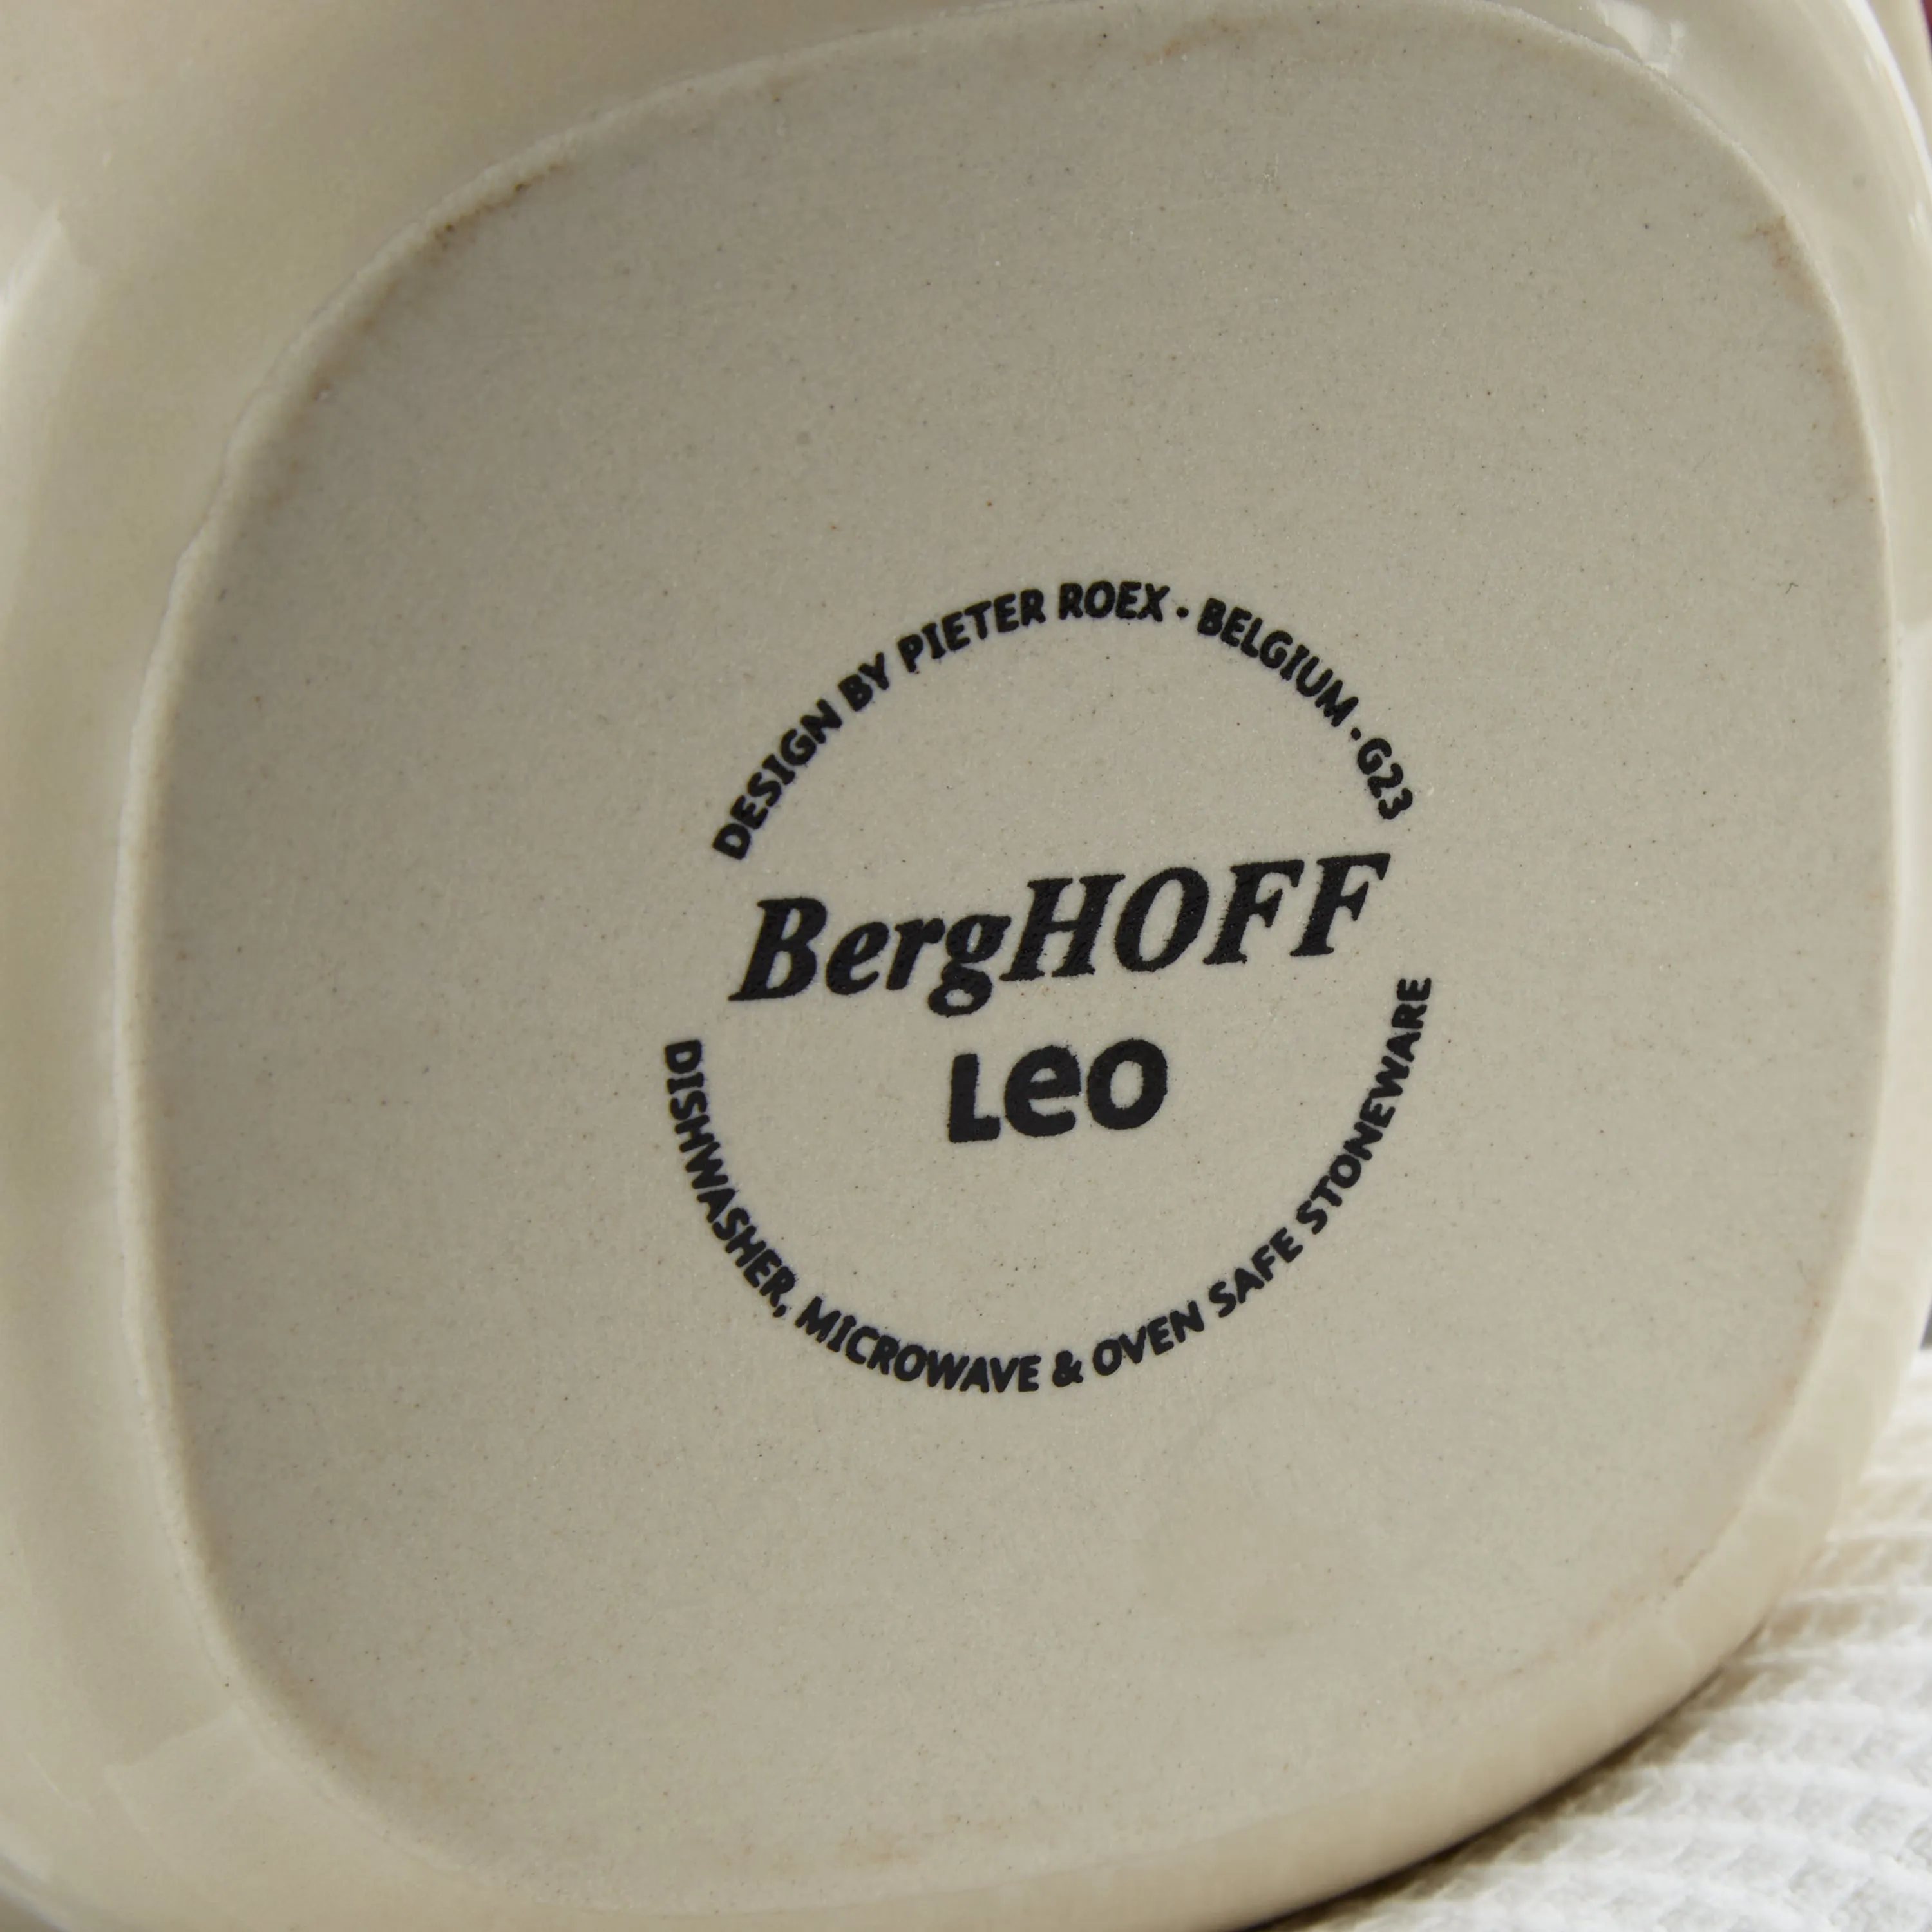 DESIGN BY PIETER ROEX · BELGIUM · G23
BergHOFF
Leo
DISHWASHER, MICROWAVE & OVEN SAFE STONEWARE